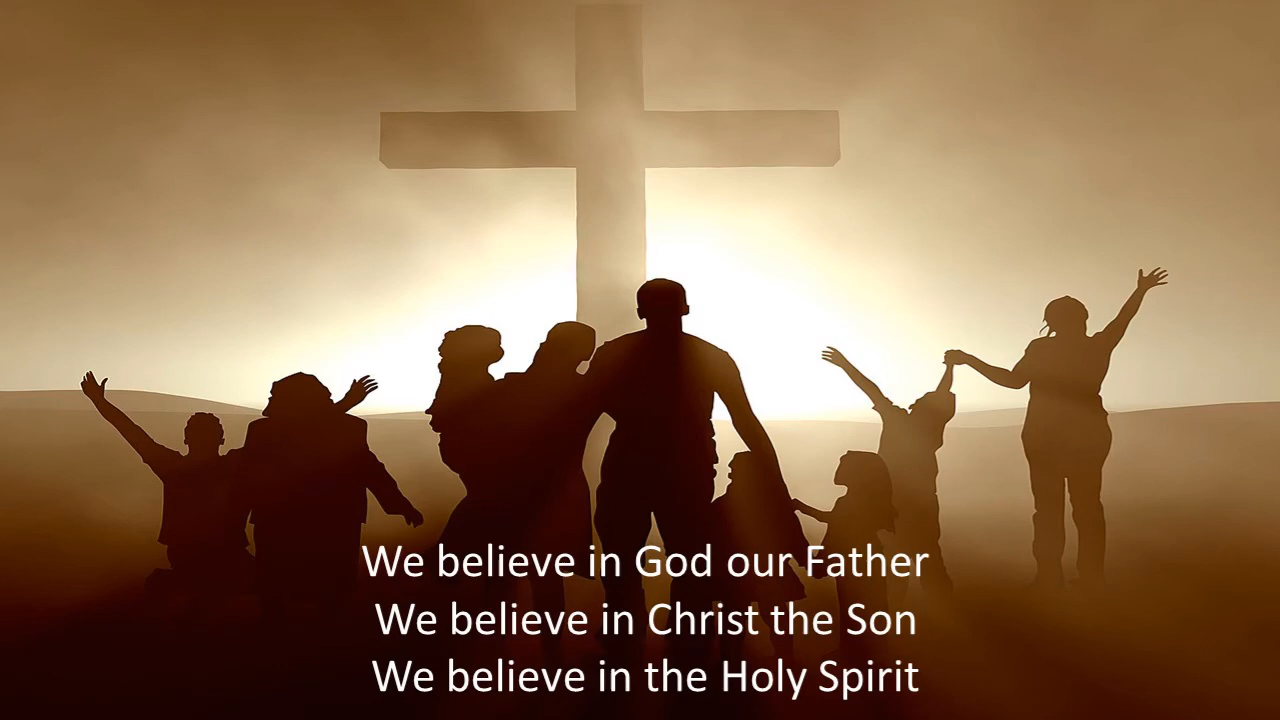 We believe in God our Father
We believe in Christ the Son
We believe in the Holy Spirit